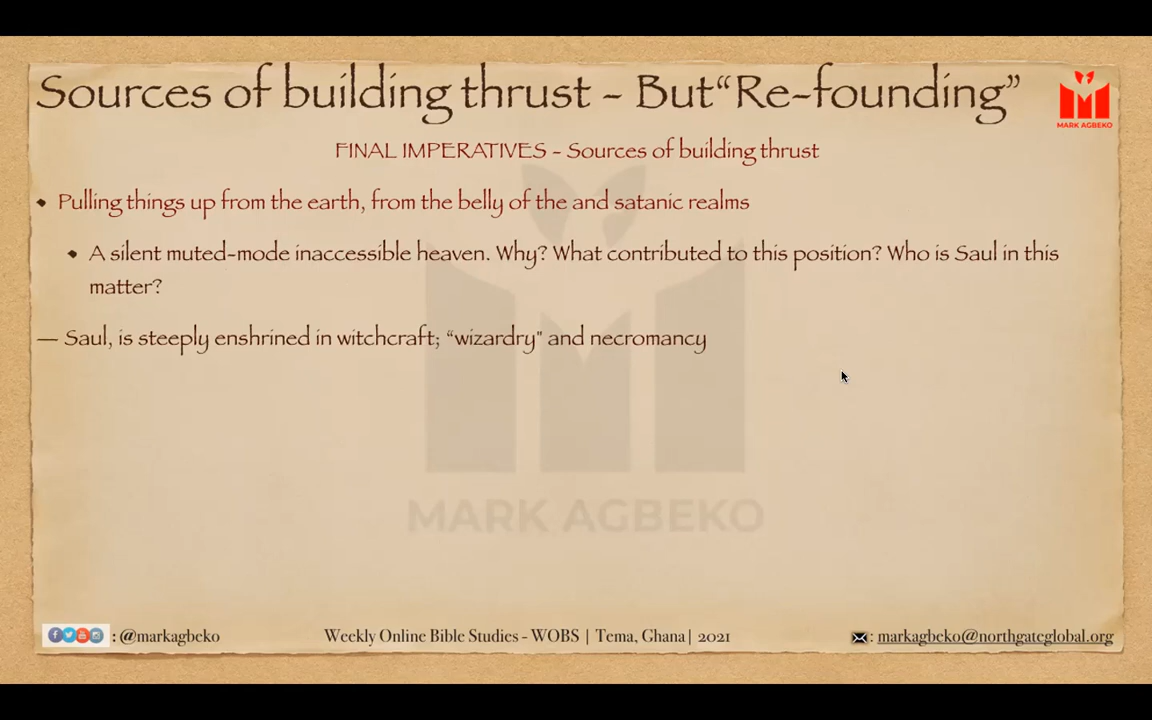 Sources of building thrust - But“Re-founding”
MARK AGBEKO
FINAL IMPERATIVES - Sources of building thrust
• Pulling things up from the earth, from the belly of the and satanic realms
• A silent muted-mode inaccessible heaven. Why? What contributed to this position? Who is Saul in this
matter?
— Saul, is steeply enshrined in witchcraft; “wizardry" and necromancy
MARK AGBEKO
: @markagbeko
Weekly Online Bible Studies - WOBS | Tema, Ghana| 2021
: markagbeko@northgateglobal.org